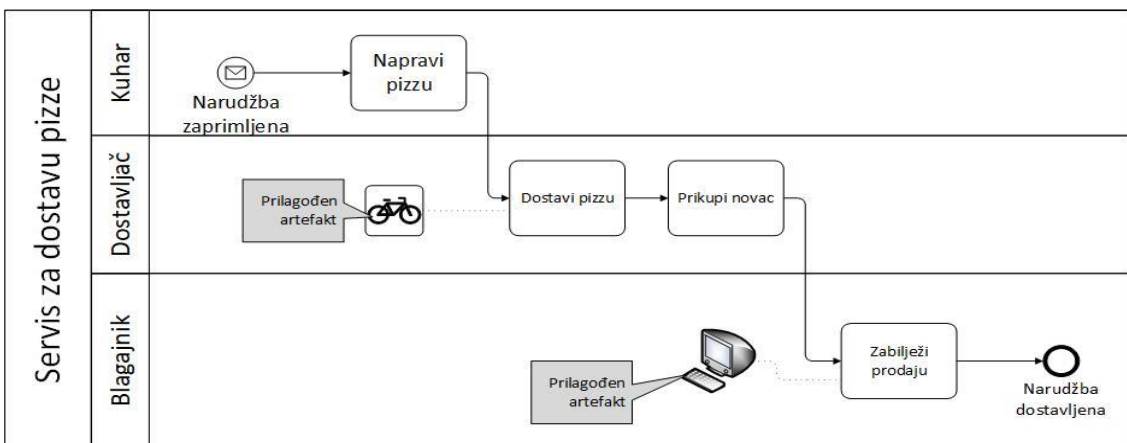 Servis za dostavu pizze
Kuhar
Narudžba
zaprimljena
Napravi
pizzu
Dostavljač
Prilagođen
artefakt
Dostavi pizzu
Prikupi novac
Blagajnik
Prilagođen
artefakt
Zabilježi
prodaju
Narudžba
dostavljena